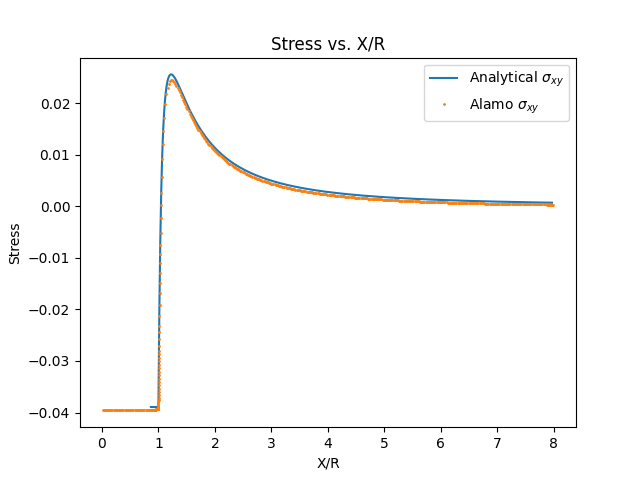 Stress vs. X/R
Analytical σxy
Alamo σxy
0.02
0.01
0.00
−0.01
−0.02
−0.03
−0.04
Stress
0 1 2 3 4 5 6 7 8
X/R